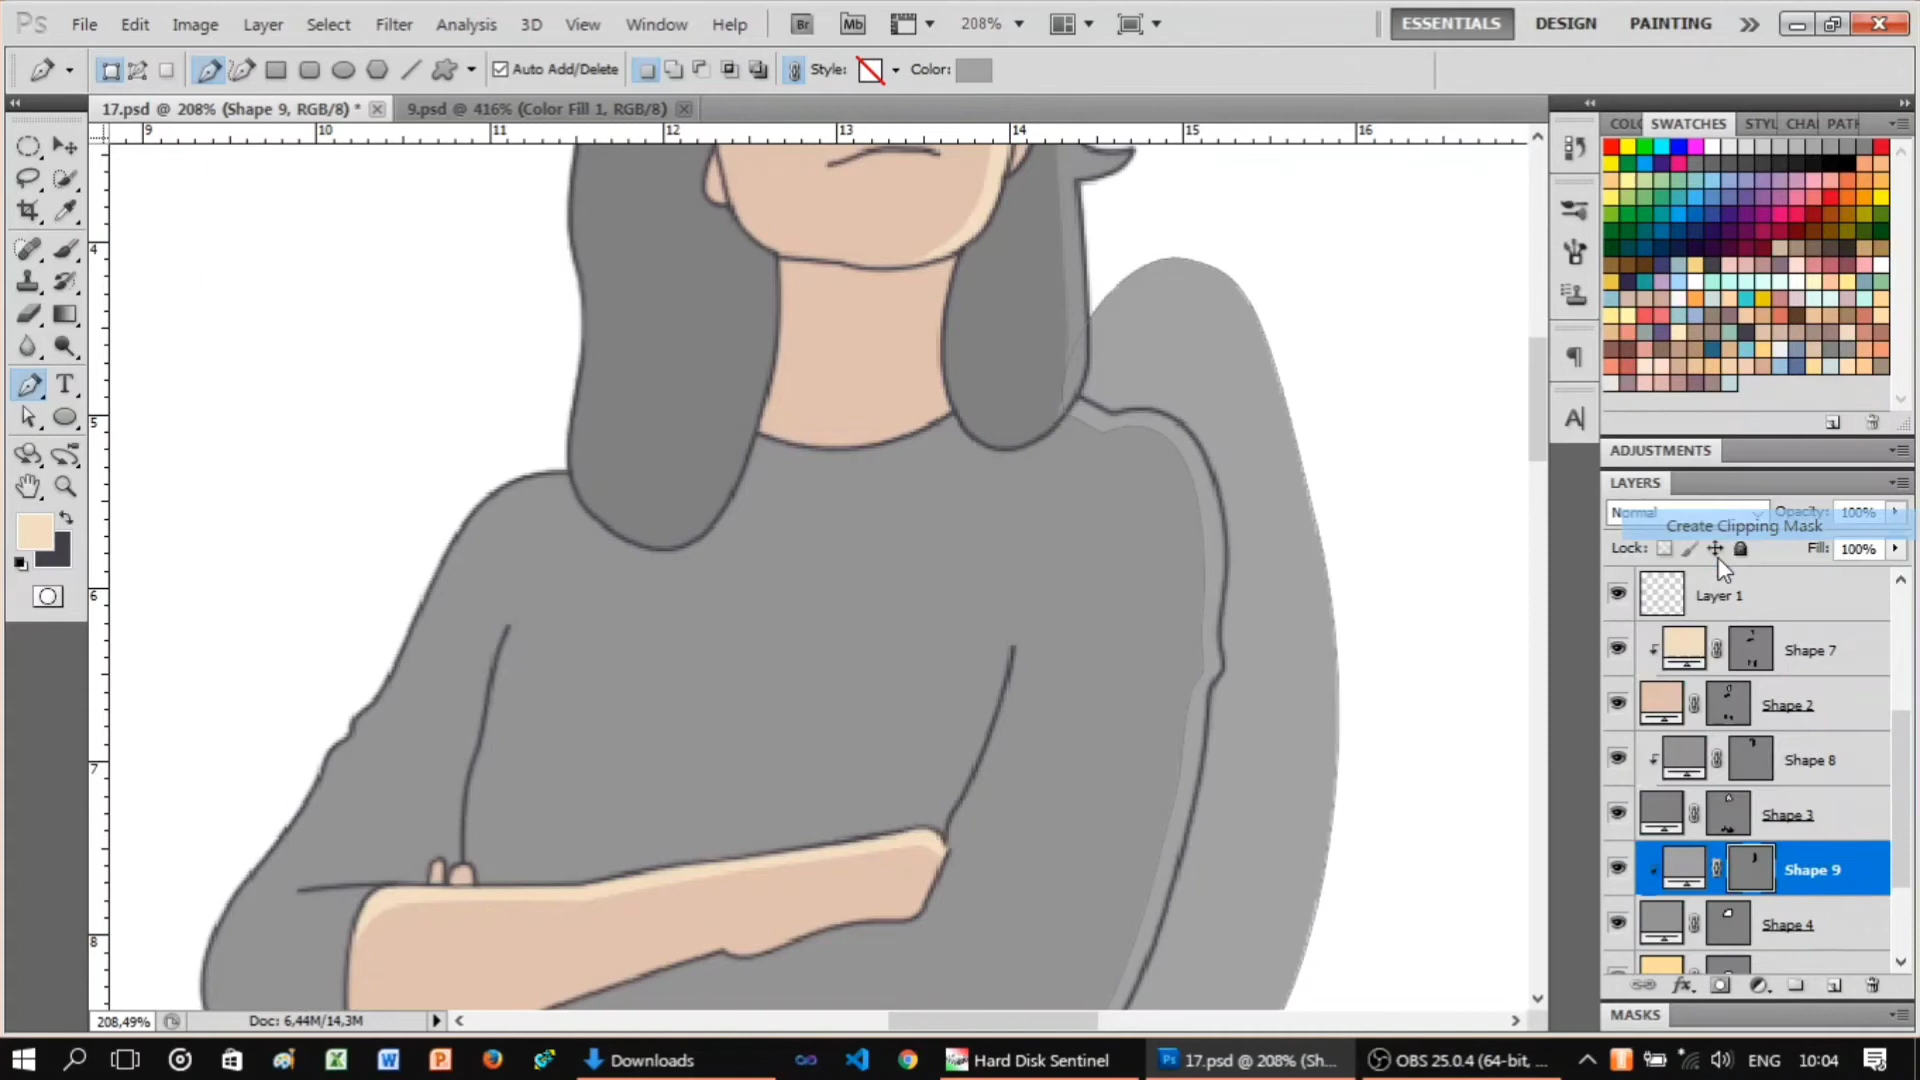 Ps File Edit Image Layer Select Filter Analysis 3D View Window Help Br Mb 208% ESSENTIALS DESIGN PAINTING
Auto Add/Delete Style: Color:
17.psd @ 208% (Shape 9, RGB/8) * 9.psd @ 416% (Color Fill 1, RGB/8)
9 10 11 12 13 14 15 16
4
5
6
7
8
SWATCHES
ADJUSTMENTS
LAYERS
Normal Opacity: 100%
Create Clipping Mask
Lock: Fill: 100%
Layer 1
Shape 7
Shape 2
Shape 8
Shape 3
Shape 9
Shape 4
MASKS
208,49% Doc: 6,44M/14,3M
Downloads Hard Disk Sentinel 17.psd @ 208% (Sh... OBS 25.0.4 (64-bit, ... ENG 10:04